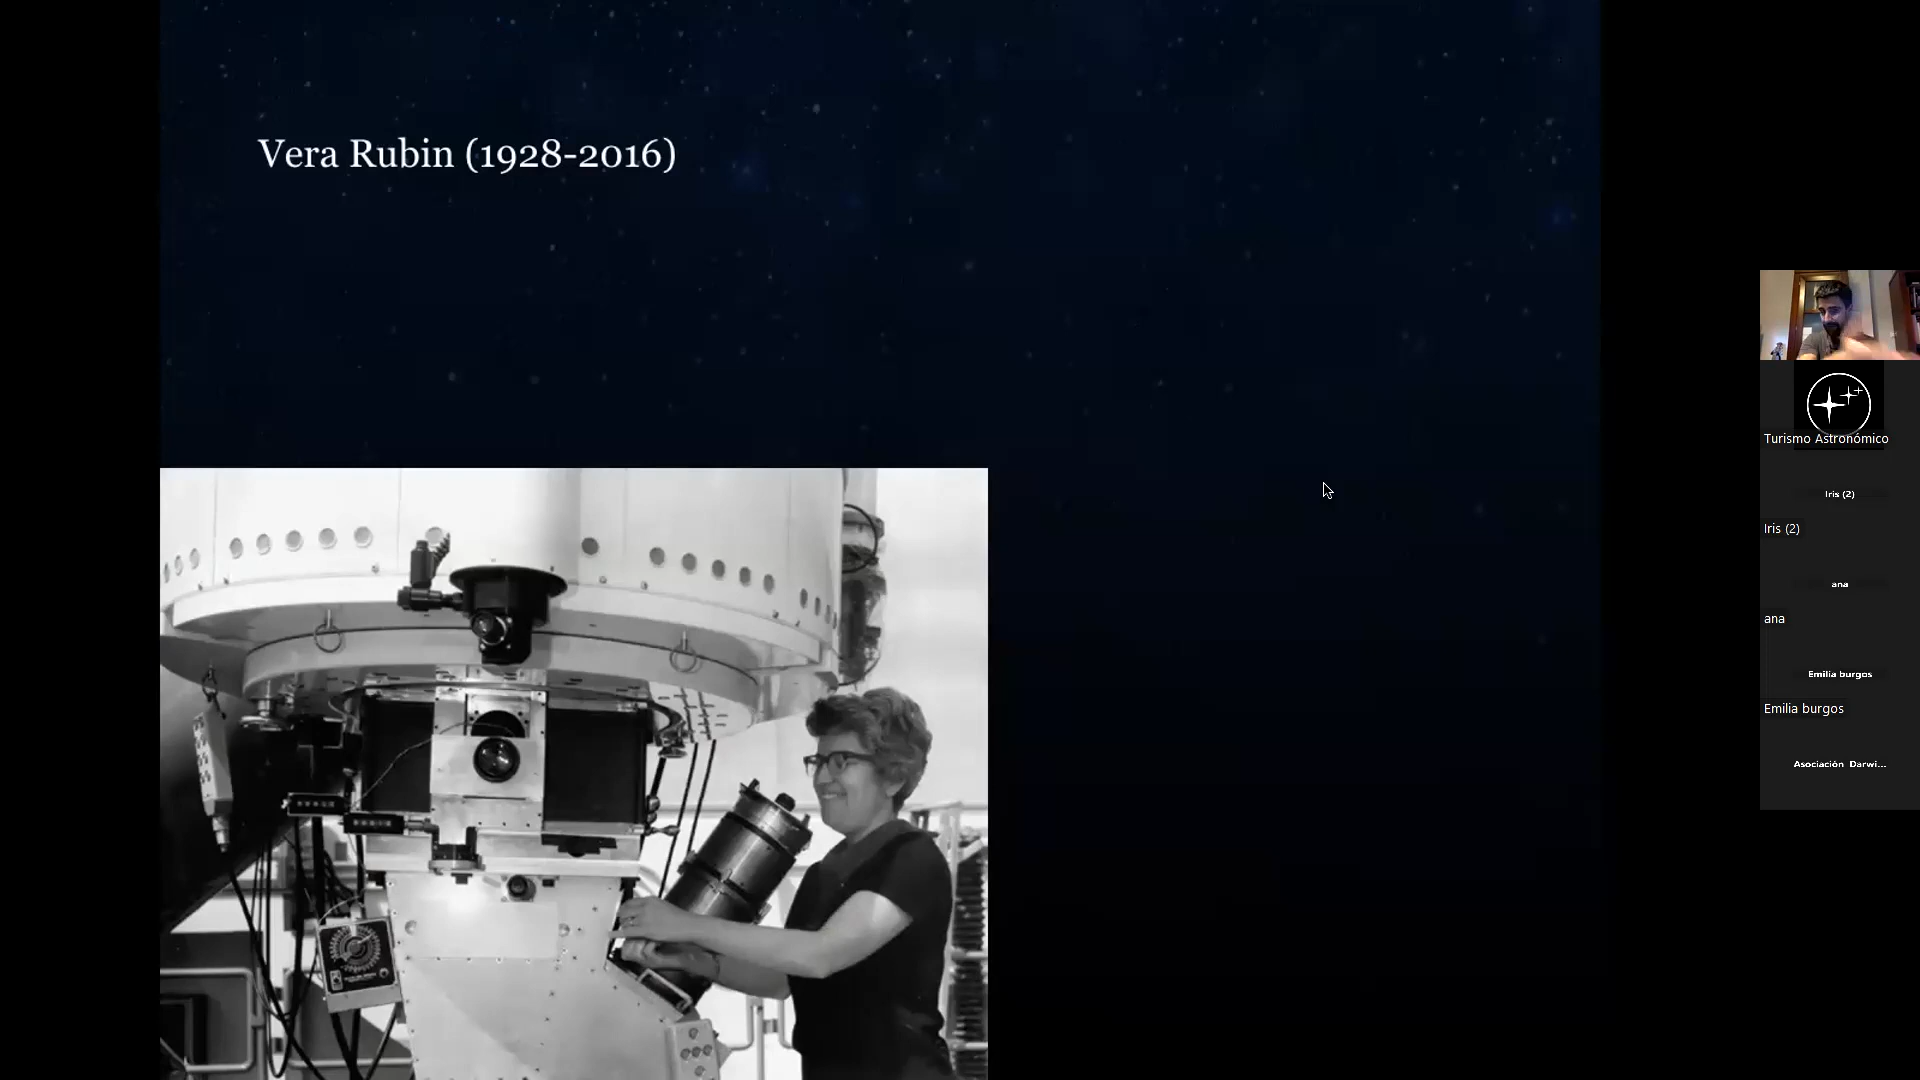 Vera Rubin (1928-2016)
Turismo Astronómico
Iris (2)
Iris (2)
ana
ana
Emilia burgos
Emilia burgos
Asociación Darwi...